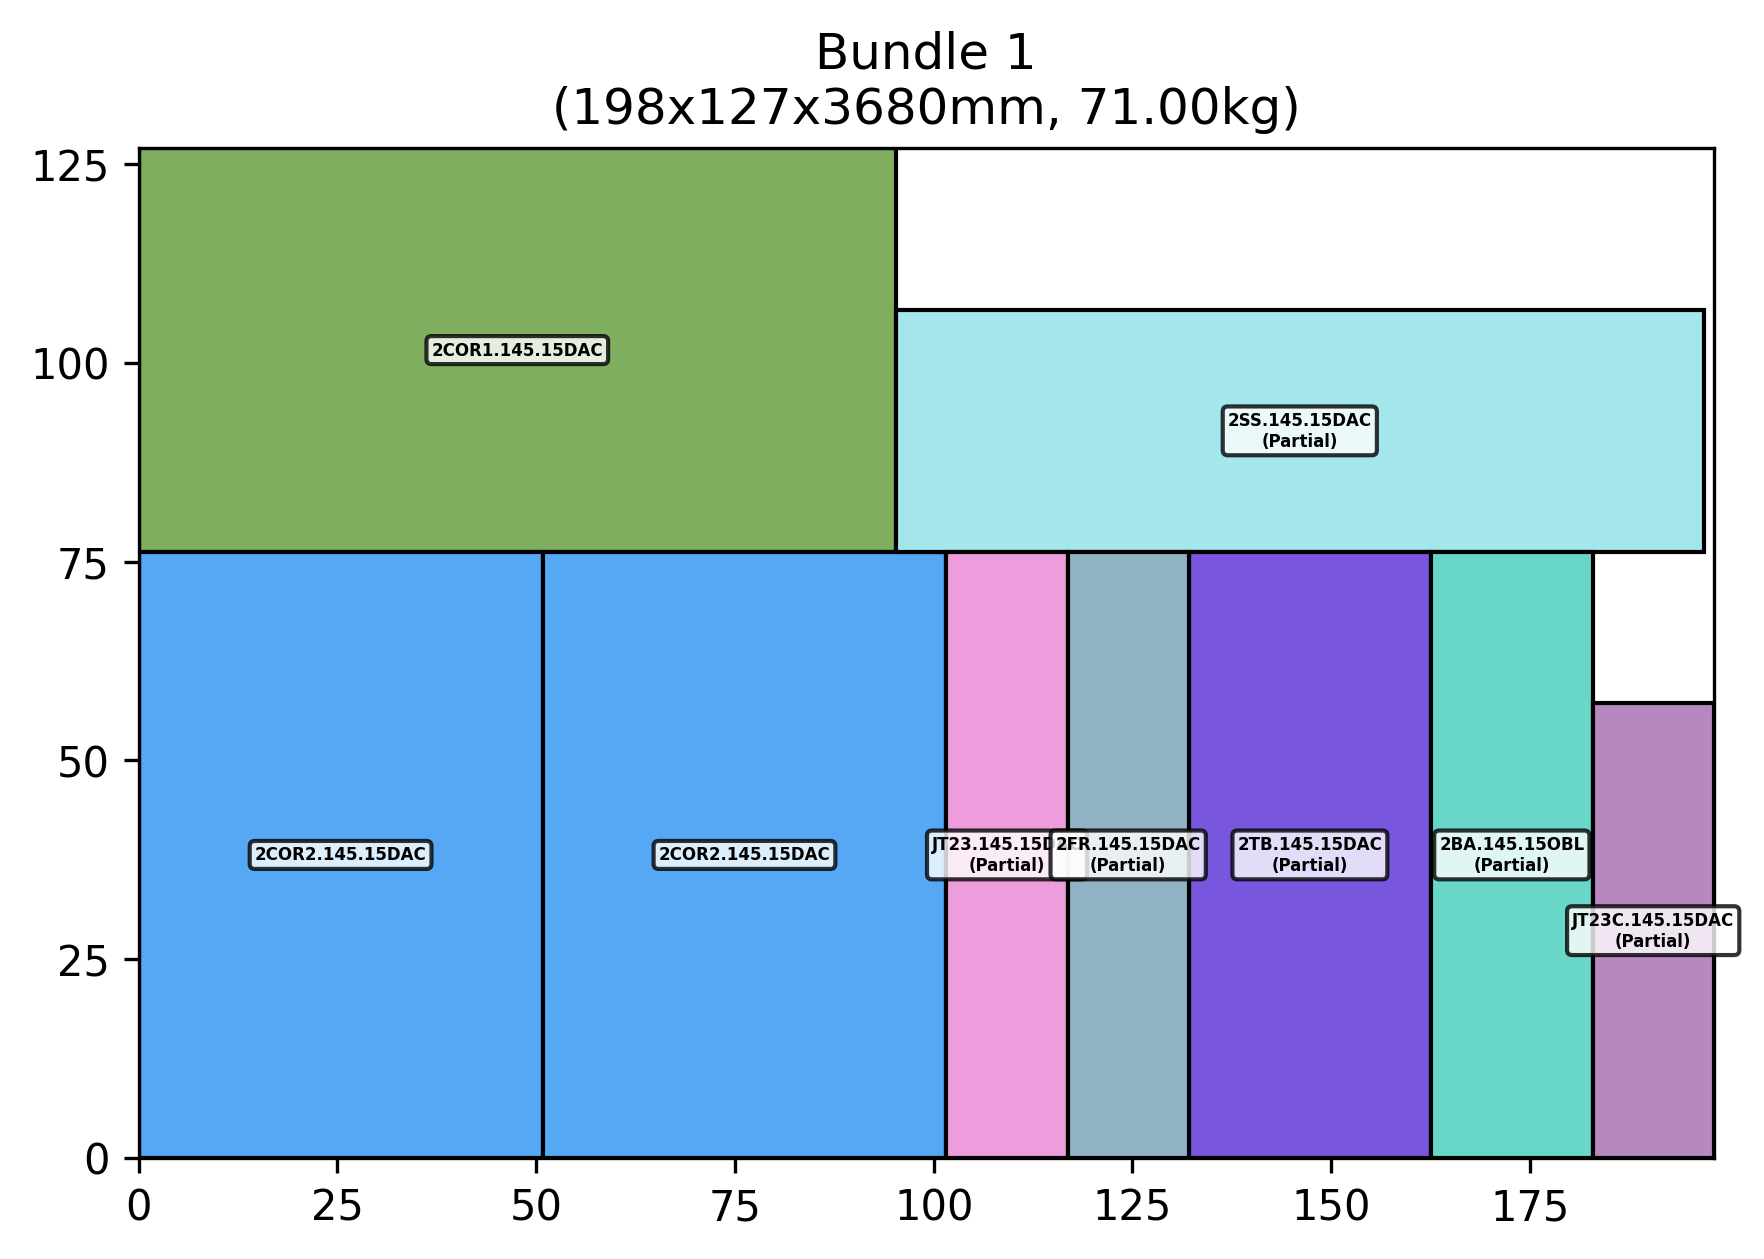 Bundle 1
(198x127x3680mm, 71.00kg)
125
100
75
50
25
0
2COR1.145.15DAC
2SS.145.15DAC
(Partial)
2COR2.145.15DAC
2COR2.145.15DAC
(Partial)
2FR.145.15DAC
(Partial)
2TB.145.15DAC
(Partial)
2BA.145.15OBL
(Partial)
JT23C.145.15DAC
(Partial)
0
25
50
75
100
125
150
175